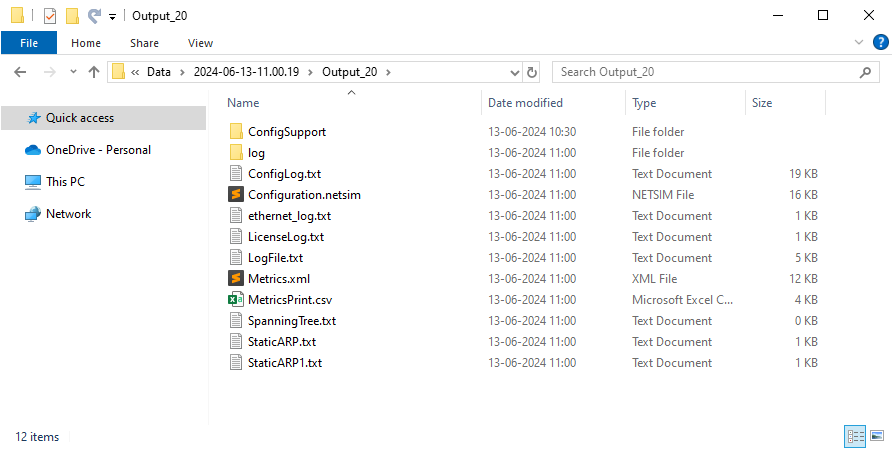 Output_20
File Home Share View
Data 2024-06-13-11.00.19 Output_20 Search Output_20
Name Date modified Type Size
Quick access
OneDrive - Personal
This PC
Network
ConfigSupport 13-06-2024 10:30 File folder
log 13-06-2024 11:00 File folder
ConfigLog.txt 13-06-2024 11:00 Text Document 19 KB
Configuration.netsim 13-06-2024 11:00 NETSIM File 16 KB
ethernet_log.txt 13-06-2024 11:00 Text Document 1 KB
LicenseLog.txt 13-06-2024 11:00 Text Document 1 KB
LogFile.txt 13-06-2024 11:00 Text Document 5 KB
Metrics.xml 13-06-2024 11:00 XML File 12 KB
MetricsPrint.csv 13-06-2024 11:00 Microsoft Excel C... 4 KB
SpanningTree.txt 13-06-2024 11:00 Text Document 0 KB
StaticARP.txt 13-06-2024 11:00 Text Document 1 KB
StaticARP1.txt 13-06-2024 11:00 Text Document 1 KB
12 items